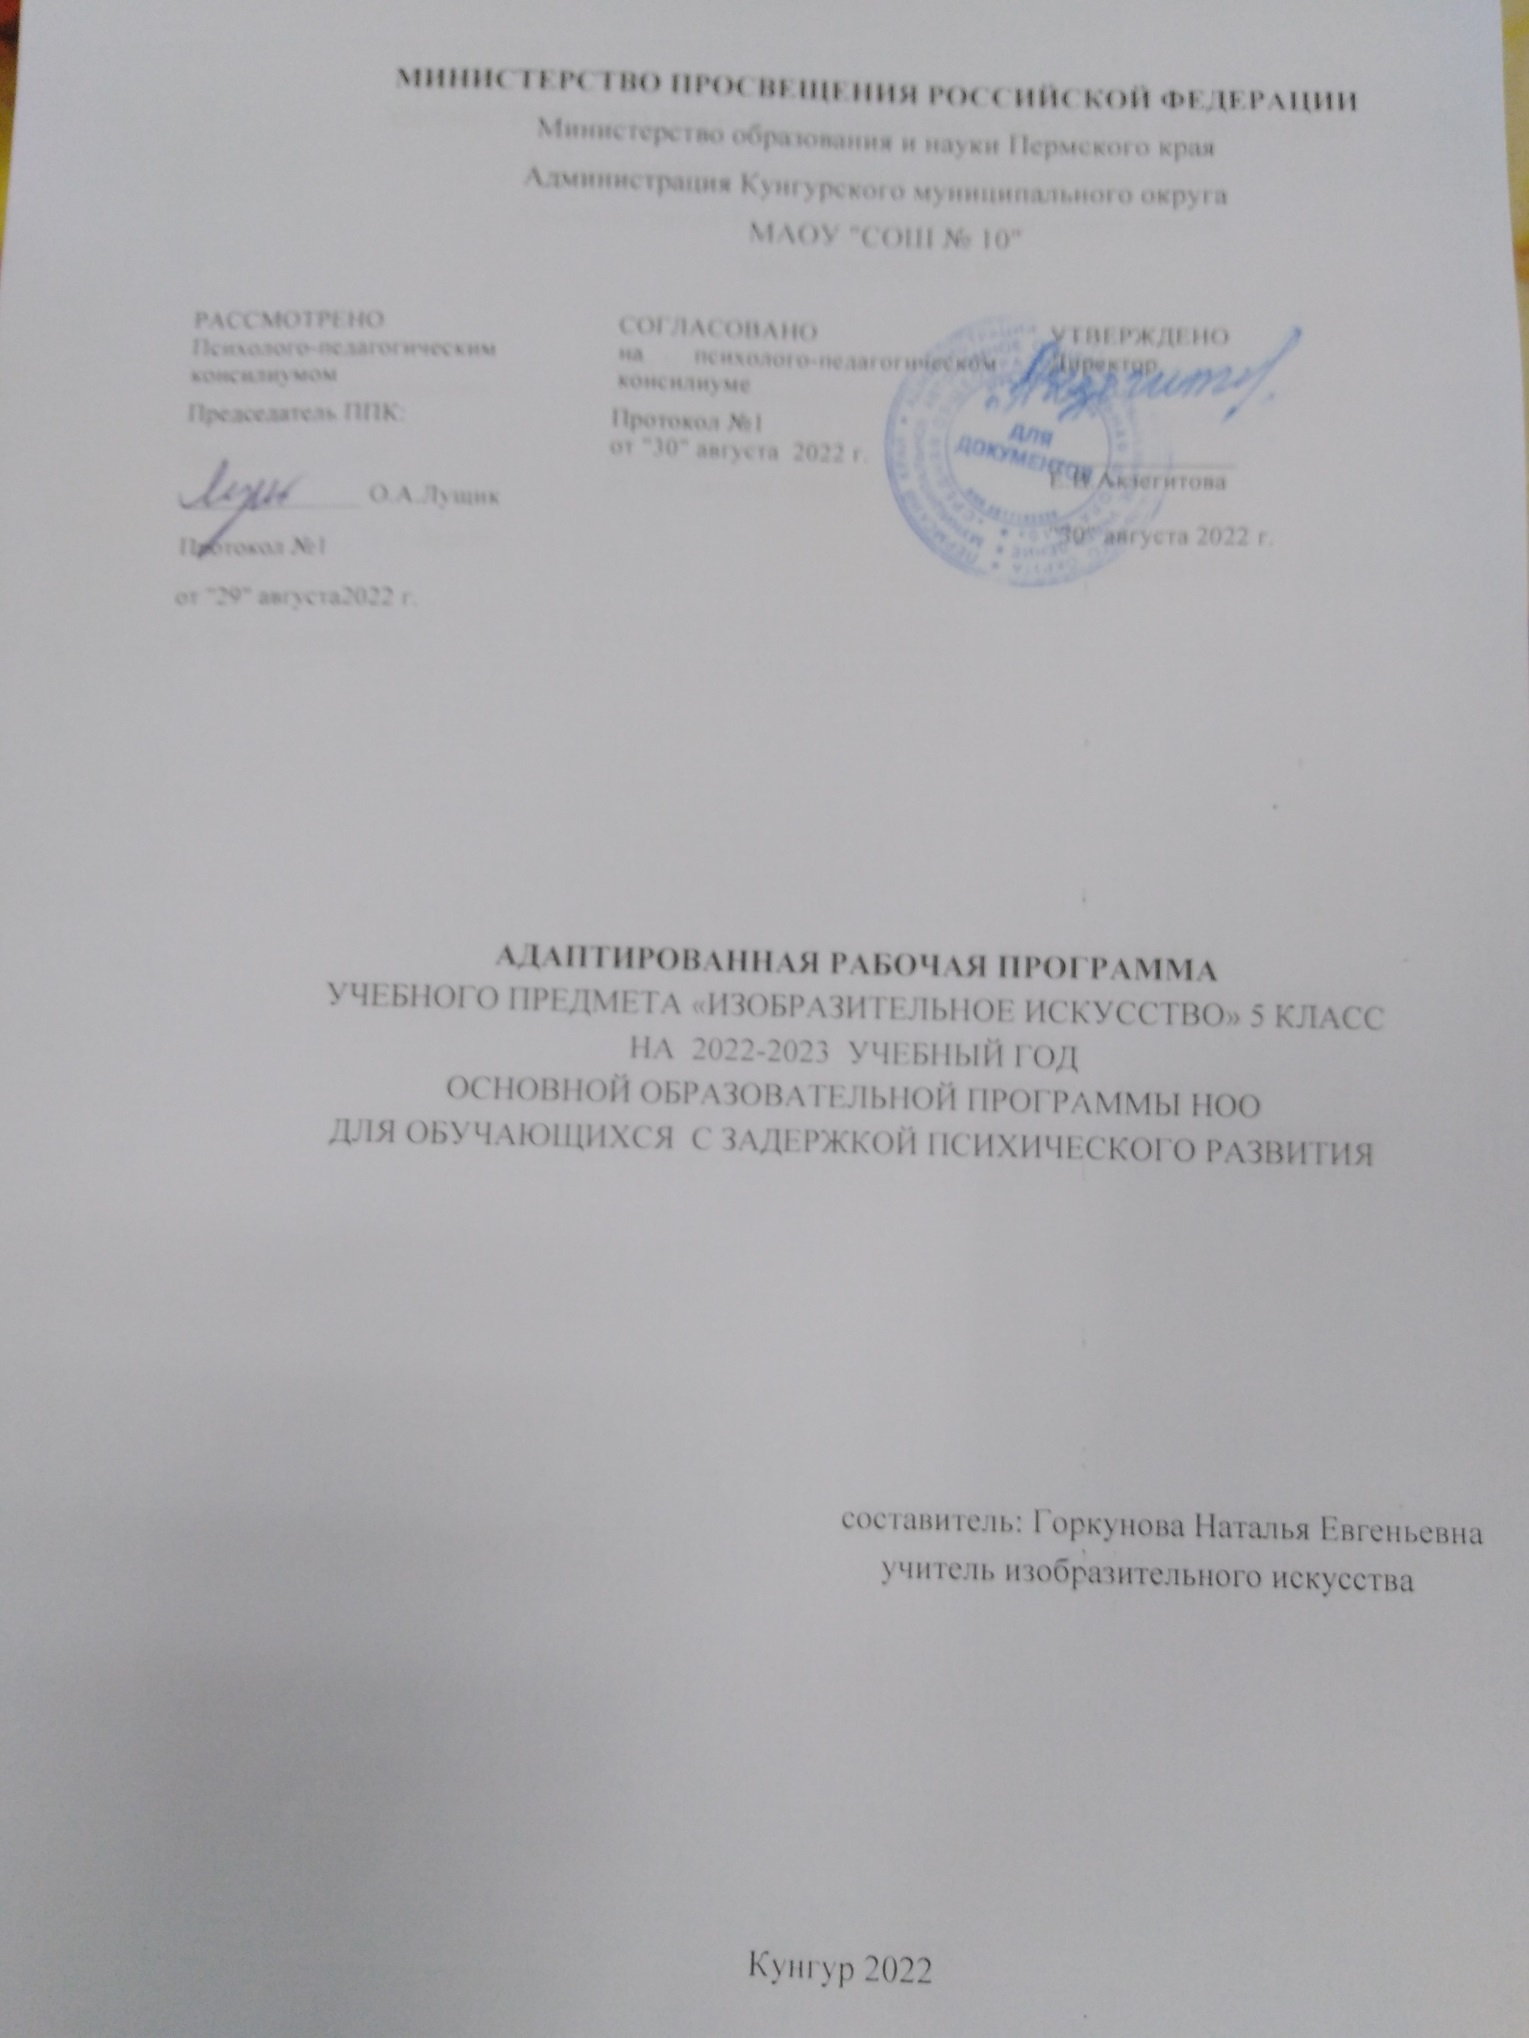 МИНИСТЕРСТВО ПРОСВЕЩЕНИЯ РОССИЙСКОЙ ФЕДЕРАЦИИ
Министерство образования и науки Пермского края
Администрация Кунгурского муниципального округа
МАОУ "СОШ № 10"
РАССМОТРЕНО
Психолого-педагогическим
консилиумом
Председатель ППК:
О.А.Лущик
Протокол №1
от "29" августа2022 г.
СОГЛАСОВАНО
на психолого-педагогическом
консилиуме
Протокол №1
от "30" августа 2022 г.
УТВЕРЖДЕНО
Директор
ДЛЯ
ДОКУМЕНТОВ
Е.В.Акзегитова
"30" августа 2022 г.
АДАПТИРОВАННАЯ РАБОЧАЯ ПРОГРАММА
УЧЕБНОГО ПРЕДМЕТА «ИЗОБРАЗИТЕЛЬНОЕ ИСКУССТВО» 5 КЛАСС
НА 2022-2023 УЧЕБНЫЙ ГОД
ОСНОВНОЙ ОБРАЗОВАТЕЛЬНОЙ ПРОГРАММЫ НОО
ДЛЯ ОБУЧАЮЩИХСЯ С ЗАДЕРЖКОЙ ПСИХИЧЕСКОГО РАЗВИТИЯ
составитель: Горкунова Наталья Евгеньевна
учитель изобразительного искусства
Кунгур 2022